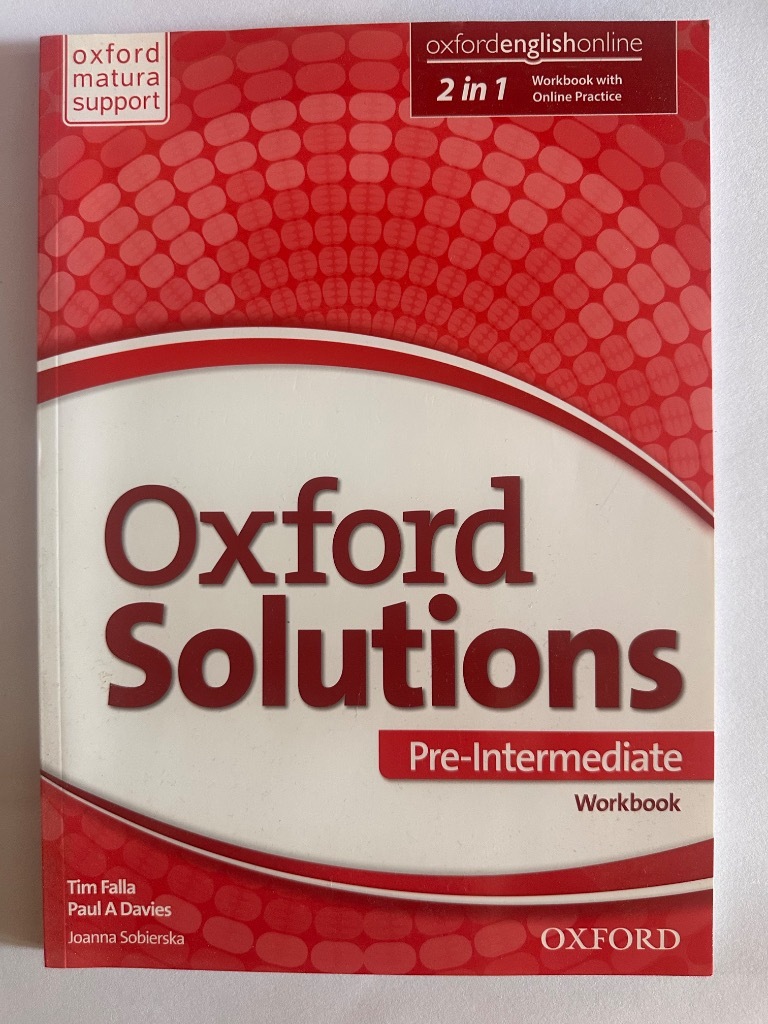 oxford
matura
support
oxfordenglishonline
2 in 1
Workbook with
Online Practice
Oxford
Solutions
Pre-Intermediate
Workbook
Tim Falla
Paul A Davies
Joanna Sobierska
OXFORD